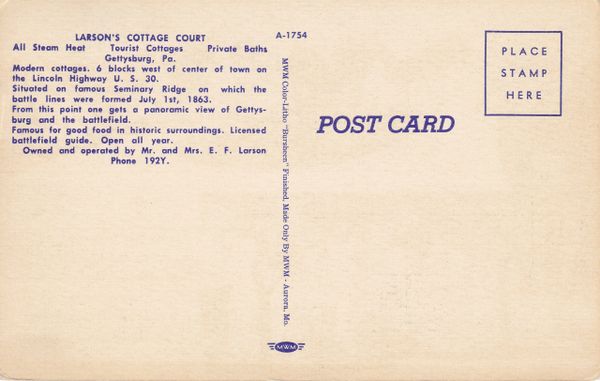 LARSON'S COTTAGE COURT
All Steam Heat Tourist Cottages Private Baths
Gettysburg, Pa.
Modern cottages. 6 blocks west of center of town on
the Lincoln Highway U. S. 30.
Situated on famous Seminary Ridge on which the
battle lines were formed July 1st, 1863.
From this point one gets a panoramic view of Gettys-
burg and the battlefield.
Famous for good food in historic surroundings. Licensed
battlefield guide. Open all year.
Owned and operated by Mr. and Mrs. E. F. Larson
Phone 192Y.
A-1754
MWM Color-Litho "Bursheen" Finished, Made Only By MWM - Aurora, Mo.
MWM
POST CARD
PLACE
STAMP
HERE